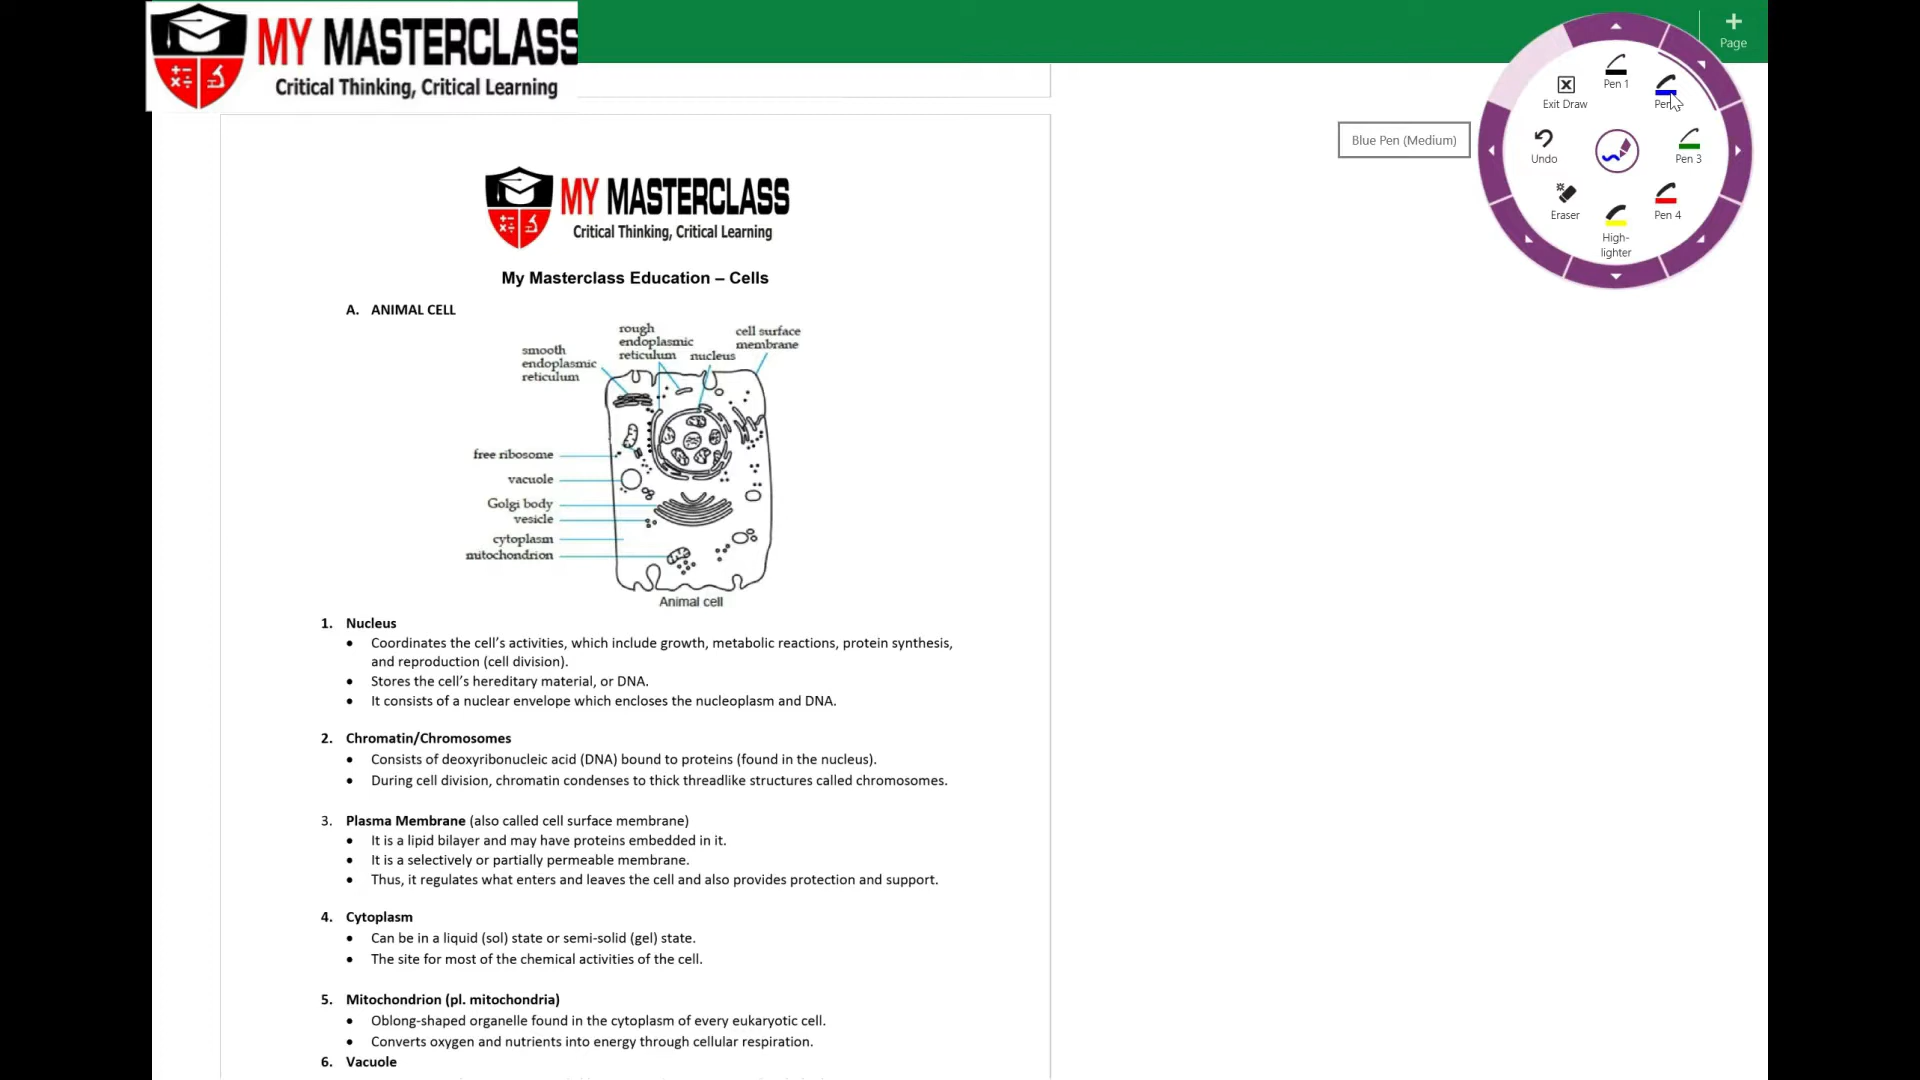 MY MASTERCLASS
Critical Thinking, Critical Learning
Page
Pen 1
Exit Draw
Blue Pen (Medium)
Undo
Pen 3
Eraser
Pen 4
High-
lighter
MY MASTERCLASS
Critical Thinking, Critical Learning
My Masterclass Education – Cells
A. ANIMAL CELL
rough
endoplasmic
reticulum
cell surface
membrane
smooth
endoplasmic
reticulum
nucleus
free ribosome
vacuole
Golgi body
vesicle
cytoplasm
mitochondrion
Animal cell
1. Nucleus
• Coordinates the cell’s activities, which include growth, metabolic reactions, protein synthesis,
and reproduction (cell division).
• Stores the cell’s hereditary material, or DNA.
• It consists of a nuclear envelope which encloses the nucleoplasm and DNA.
2. Chromatin/Chromosomes
• Consists of deoxyribonucleic acid (DNA) bound to proteins (found in the nucleus).
• During cell division, chromatin condenses to thick threadlike structures called chromosomes.
3. Plasma Membrane (also called cell surface membrane)
• It is a lipid bilayer and may have proteins embedded in it.
• It is a selectively or partially permeable membrane.
• Thus, it regulates what enters and leaves the cell and also provides protection and support.
4. Cytoplasm
• Can be in a liquid (sol) state or semi-solid (gel) state.
• The site for most of the chemical activities of the cell.
5. Mitochondrion (pl. mitochondria)
• Oblong-shaped organelle found in the cytoplasm of every eukaryotic cell.
• Converts oxygen and nutrients into energy through cellular respiration.
6. Vacuole